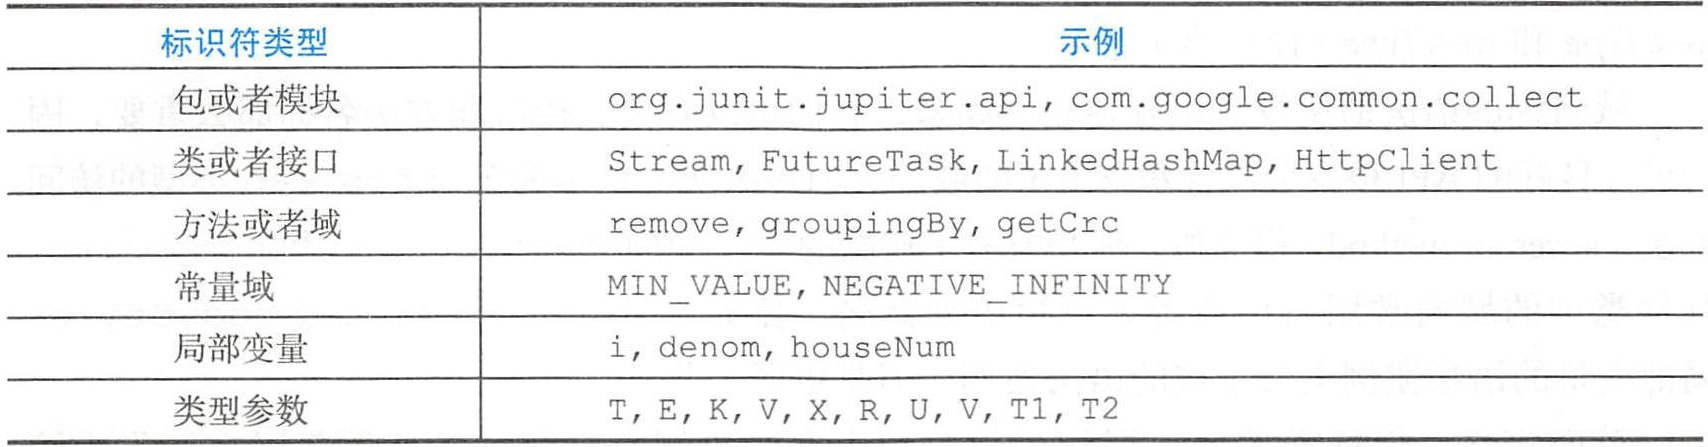 标识符类型 示例
包或者模块 org.junit.jupiter.api, com.google.common.collect
类或者接口 Stream, FutureTask, LinkedHashMap, HttpClient
方法或者域 remove, groupingBy, getCrc
常量域 MIN_VALUE, NEGATIVE_INFINITY
局部变量 i, denom, houseNum
类型参数 T, E, K, V, X, R, U, V, T1, T2